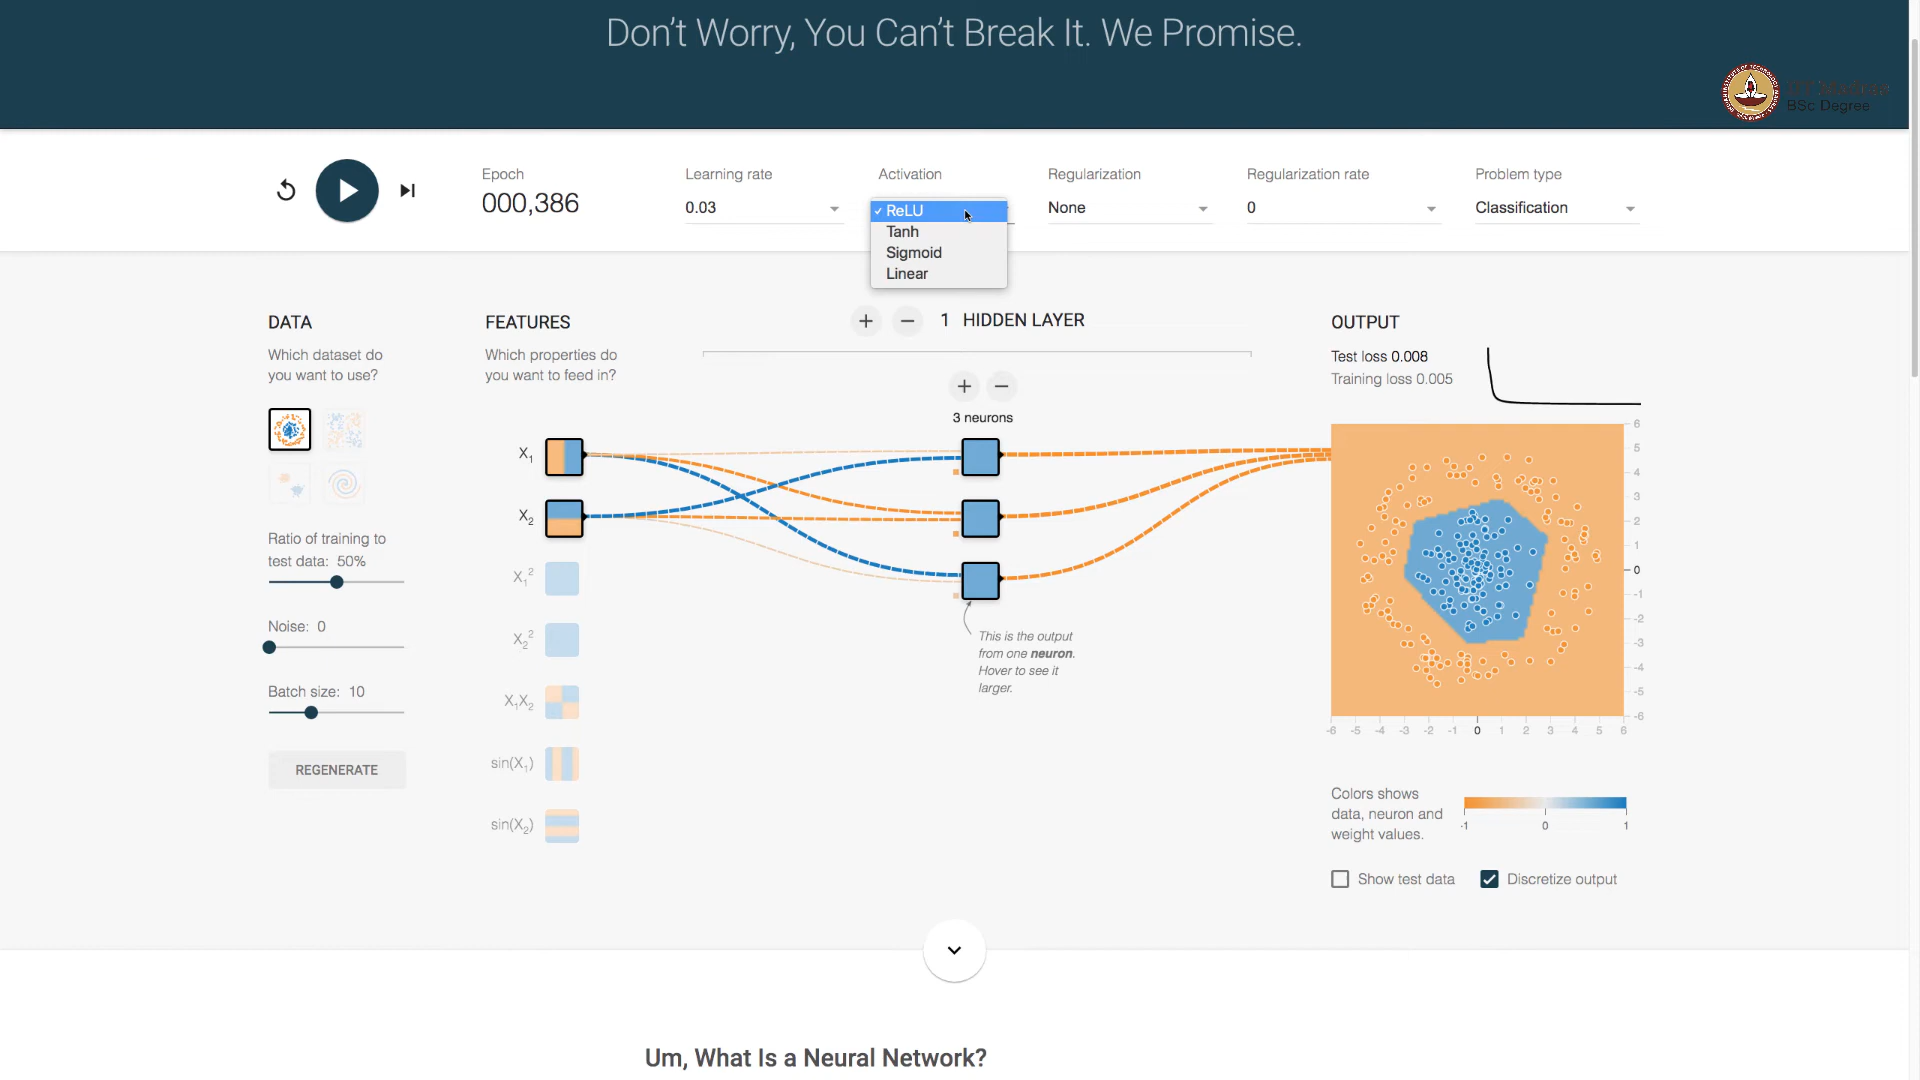 Don't Worry, You Can't Break It. We Promise.
BSc Degree
Epoch
000,386
Learning rate
0.03
Activation
✓ ReLU
Tanh
Sigmoid
Linear
Regularization
None
Regularization rate
0
Problem type
Classification
DATA
Which dataset do
you want to use?
Ratio of training to
test data: 50%
Noise: 0
Batch size: 10
REGENERATE
FEATURES
Which properties do
you want to feed in?
X1
X2
X1²
X2²
X1X2
sin(X1)
sin(X2)
+ − 1 HIDDEN LAYER
+ −
3 neurons
This is the output
from one neuron.
Hover to see it
larger.
OUTPUT
Test loss 0.008
Training loss 0.005
6
5
4
3
2
1
0
-1
-2
-3
-4
-5
-6
-6 -5 -4 -3 -2 -1 0 1 2 3 4 5 6
Colors shows
data, neuron and
weight values.
-1 0 1
Show test data
Discretize output
Um, What Is a Neural Network?